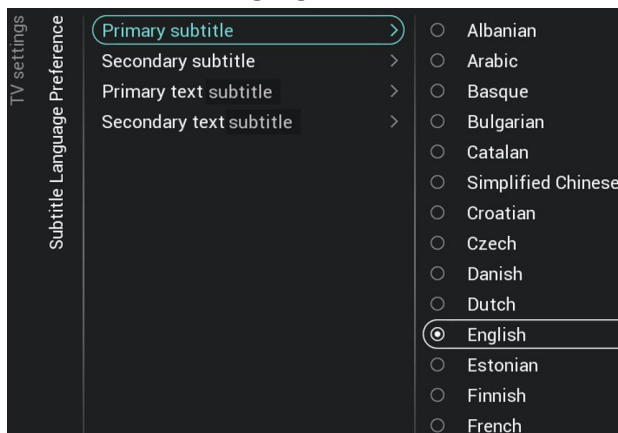 TV settings
Subtitle Language Preference
Primary subtitle
Secondary subtitle
Primary text subtitle
Secondary text subtitle
Albanian
Arabic
Basque
Bulgarian
Catalan
Simplified Chinese
Croatian
Czech
Danish
Dutch
English
Estonian
Finnish
French